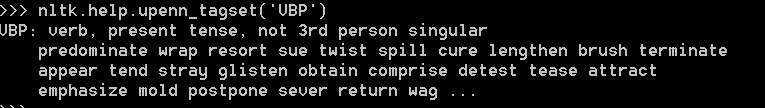 >>> nltk.help.upenn_tagset('VBP')
VBP: verb, present tense, not 3rd person singular
    predominate wrap resort sue twist spill cure lengthen brush terminate
    appear tend stray glisten obtain comprise detest tease attract
    emphasize mold postpone sever return wag ...
>>>